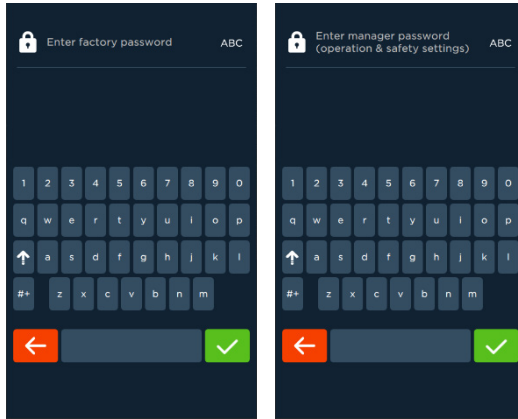 Enter factory password ABC
1 2 3 4 5 6 7 8 9 0
q w e r t y u i o p
a s d f g h j k l
#+ z x c v b n m
Enter manager password
(operation & safety settings) ABC
1 2 3 4 5 6 7 8 9 0
q w e r t y u i o p
a s d f g h j k l
#+ z x c v b n m